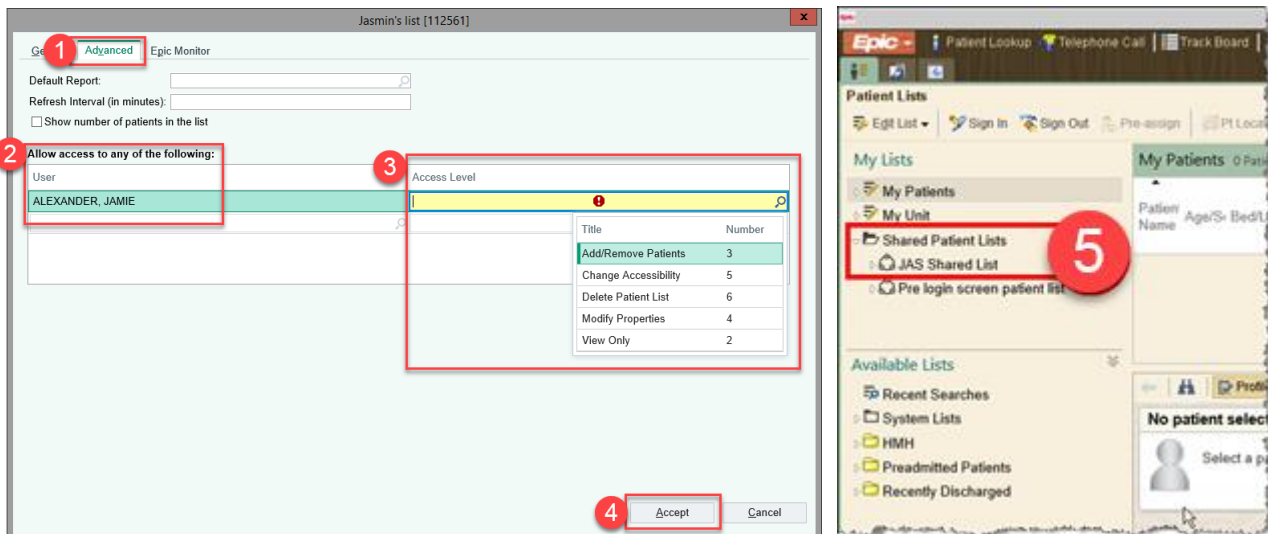 Jasmin's list [112561]
x
1
Advanced
Epic Monitor
Default Report:
Refresh Interval (in minutes):
Show number of patients in the list
2
Allow access to any of the following:
User
ALEXANDER, JAMIE
3
Access Level
Title Number
Add/Remove Patients 3
Change Accessibility 5
Delete Patient List 6
Modify Properties 4
View Only 2
4
Accept
Cancel
Epic
Patient Lookup Telephone Call Track Board
Patient Lists
Edit List Sign In Sign Out Pre-assign
My Lists
My Patients
My Unit
Shared Patient Lists
JAS Shared List
Pre login screen patient list
5
My Patients 0
Patien
Name
Available Lists
Recent Searches
System Lists
HMH
Preadmitted Patients
Recently Discharged
No patient selec
Select a